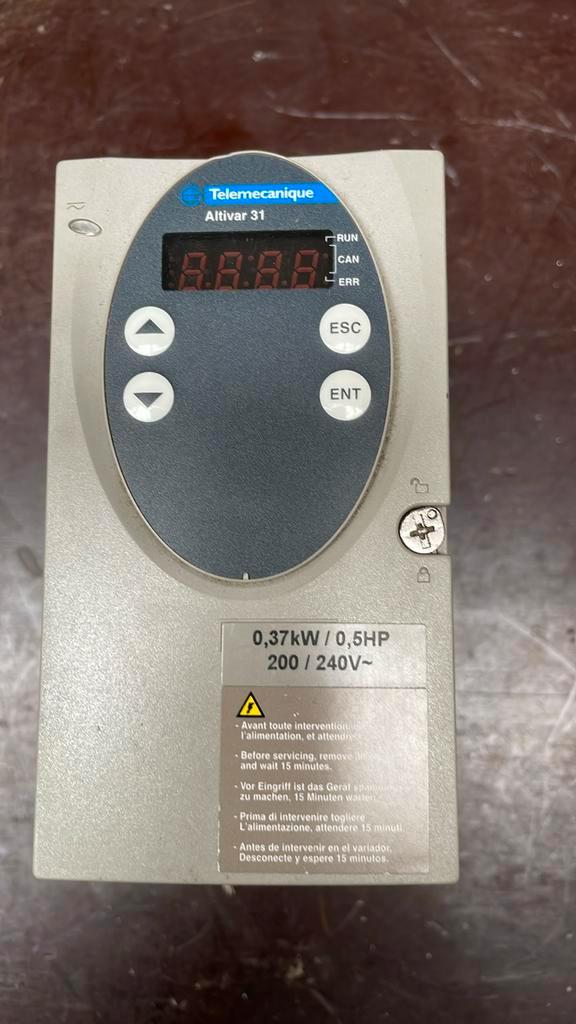 Telemecanique
Altivar 31
RUN
CAN
ERR
ESC
ENT
0,37kW / 0,5HP
200 / 240V~
- Avant toute intervention,
l'alimentation, et attendre
- Before servicing, remove
and wait 15 minutes.
- Vor Eingriff ist das Gerät
zu machen, 15 Minuten warten.
- Prima di intervenire togliere
L'alimentazione, attendere 15 minuti.
- Antes de intervenir en el variador,
Desconecte y espere 15 minutos.